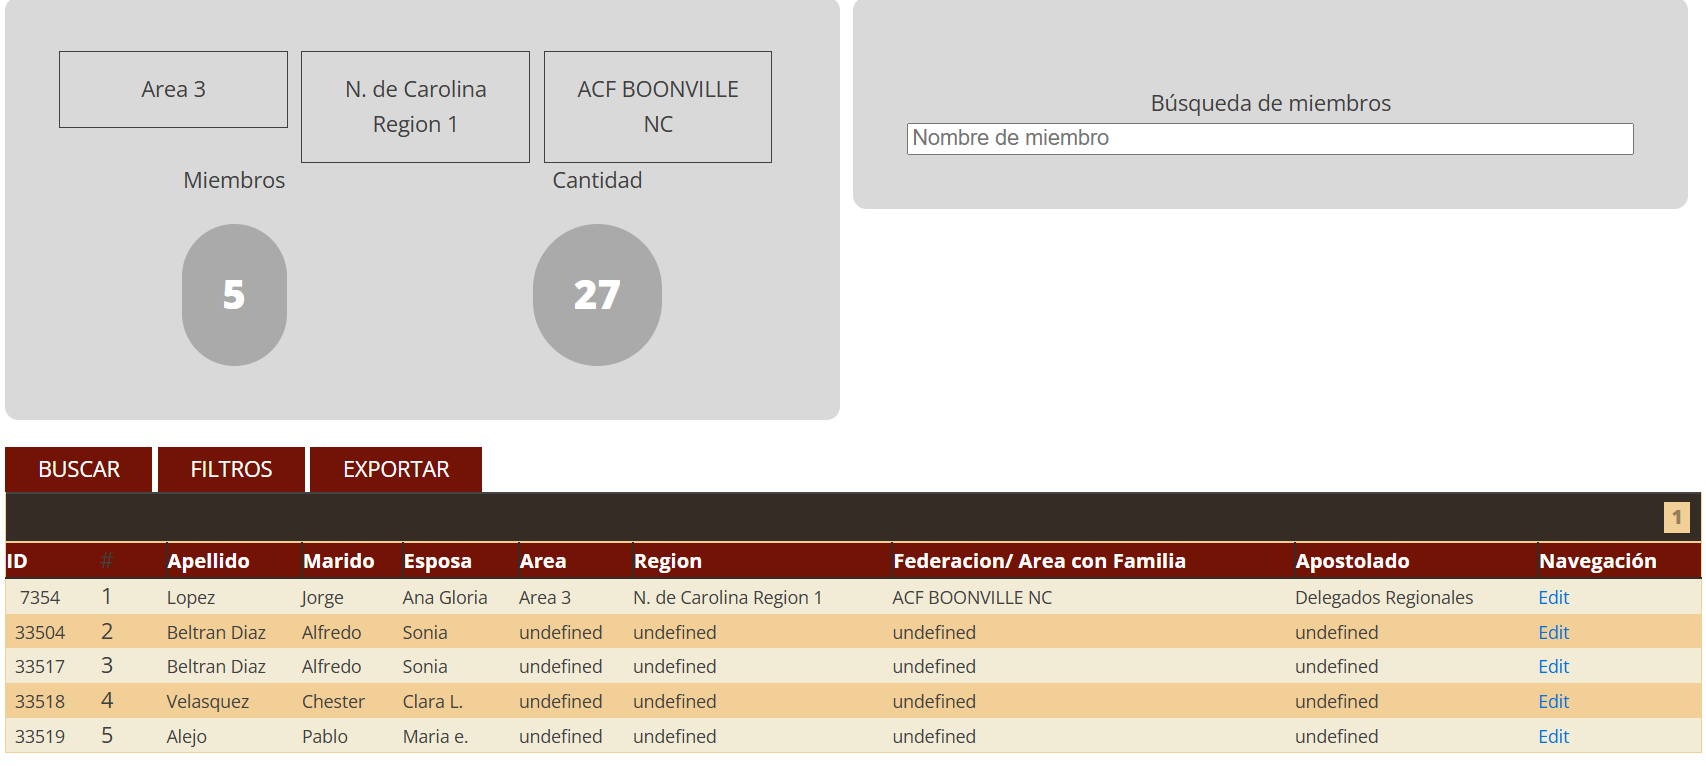 Area 3
N. de Carolina
Region 1
ACF BOONVILLE
NC
Miembros
Cantidad
5
27
Búsqueda de miembros
Nombre de miembro
BUSCAR FILTROS EXPORTAR
1
ID # Apellido Marido Esposa Area Region Federacion/ Area con Familia Apostolado Navegación
7354 1 Lopez Jorge Ana Gloria Area 3 N. de Carolina Region 1 ACF BOONVILLE NC Delegados Regionales Edit
33504 2 Beltran Diaz Alfredo Sonia undefined undefined undefined undefined Edit
33517 3 Beltran Diaz Alfredo Sonia undefined undefined undefined undefined Edit
33518 4 Velasquez Chester Clara L. undefined undefined undefined undefined Edit
33519 5 Alejo Pablo Maria e. undefined undefined undefined undefined Edit